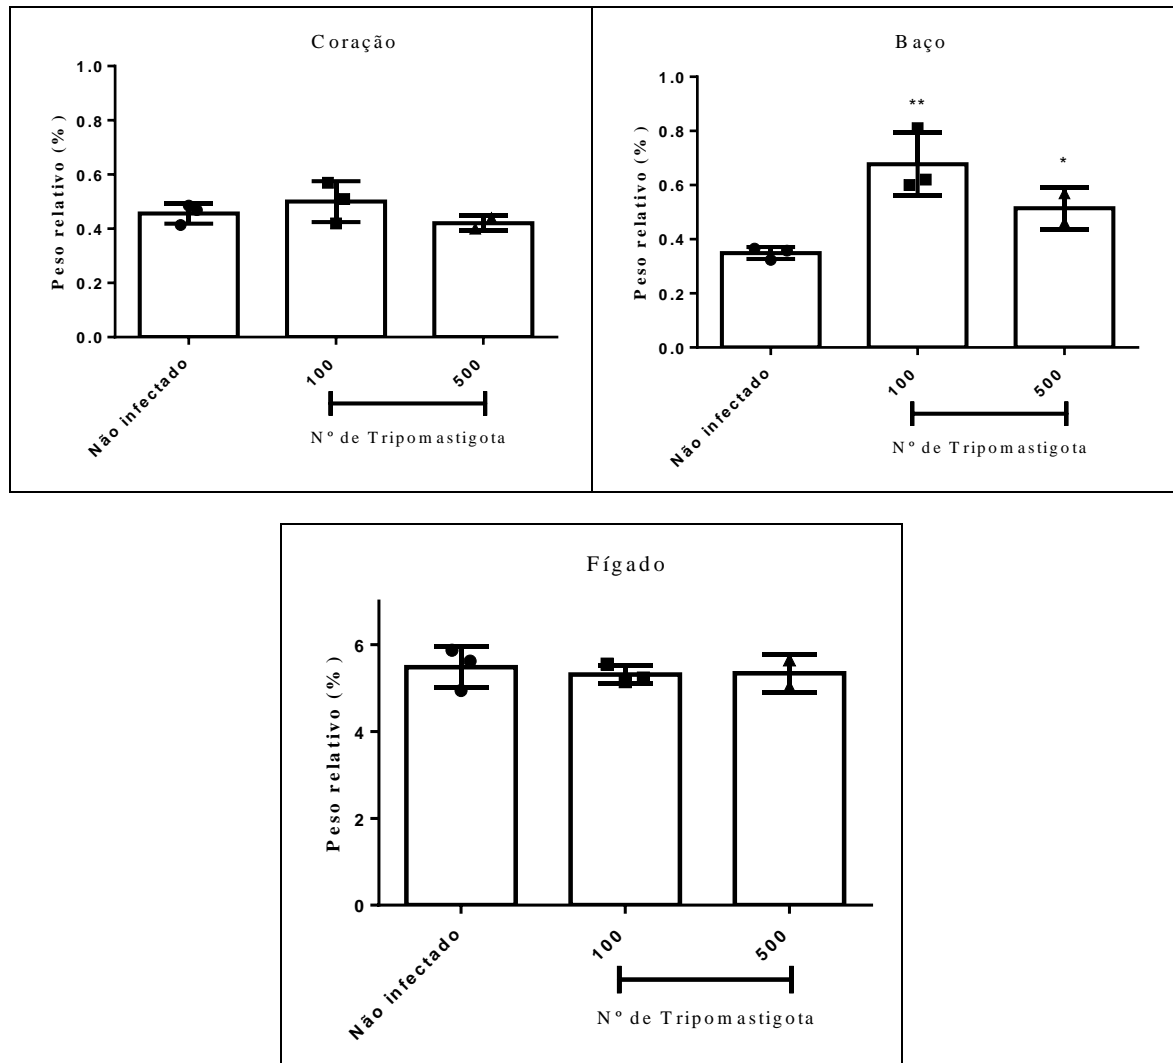 Coração
Peso relativo (%)
1.0
0.8
0.6
0.4
0.2
0.0
Não infectado
100
500
Nº de Tripomastigota
Baço
Peso relativo (%)
1.0
0.8
0.6
0.4
0.2
0.0
**
*
Não infectado
100
500
Nº de Tripomastigota
Fígado
Peso relativo (%)
6
4
2
0
Não infectado
100
500
Nº de Tripomastigota